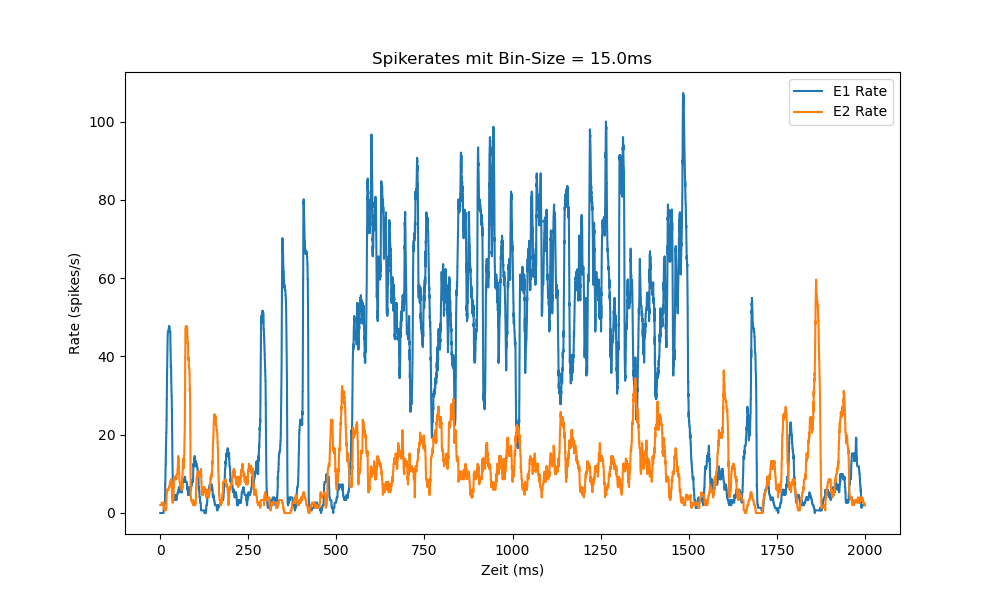 Spikerates mit Bin-Size = 15.0ms
E1 Rate
E2 Rate
Rate (spikes/s)
100
80
60
40
20
0
0 250 500 750 1000 1250 1500 1750 2000
Zeit (ms)